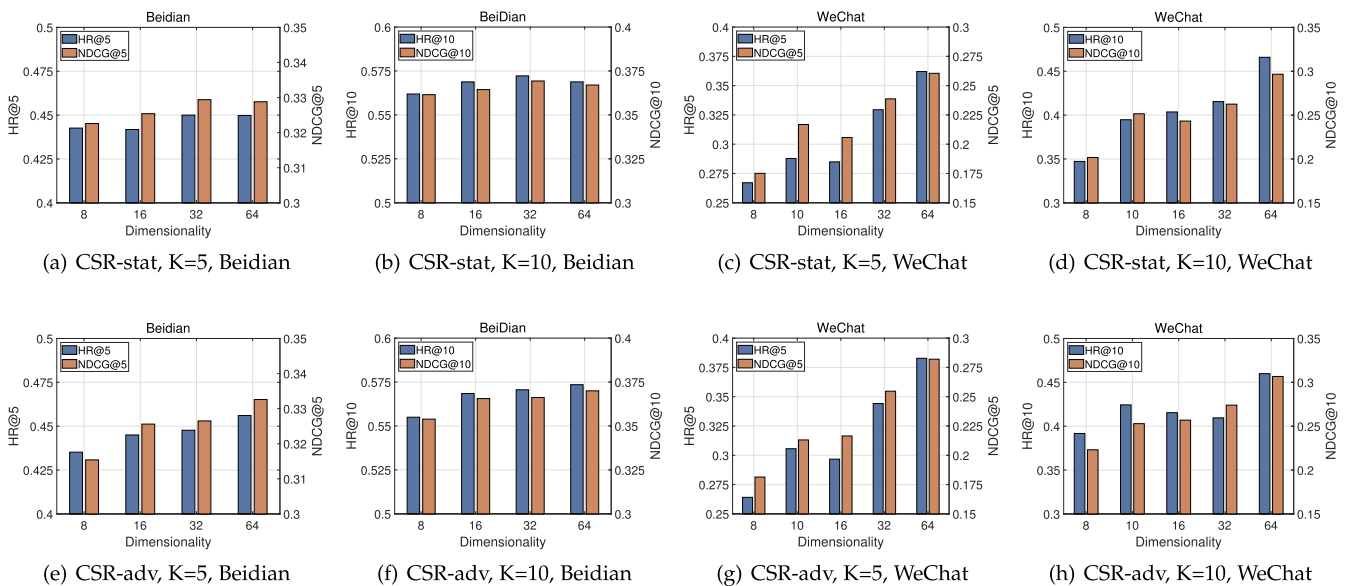 Beidian
HR@5
NDCG@5
0.5
0.475
0.45
0.425
0.4
0.35
0.34
0.33
0.32
0.31
0.3
HR@5
NDCG@5
8 16 32 64
Dimensionality
(a) CSR-stat, K=5, Beidian
BeiDian
HR@10
NDCG@10
0.6
0.575
0.55
0.525
0.5
0.4
0.375
0.35
0.325
0.3
HR@10
NDCG@10
8 16 32 64
Dimensionality
(b) CSR-stat, K=10, Beidian
WeChat
HR@5
NDCG@5
0.4
0.375
0.35
0.325
0.3
0.275
0.25
0.3
0.275
0.25
0.225
0.2
0.175
0.15
HR@5
NDCG@5
8 10 16 32 64
Dimensionality
(c) CSR-stat, K=5, WeChat
WeChat
HR@10
NDCG@10
0.5
0.45
0.4
0.35
0.3
0.35
0.3
0.25
0.2
0.15
HR@10
NDCG@10
8 10 16 32 64
Dimensionality
(d) CSR-stat, K=10, WeChat
Beidian
HR@5
NDCG@5
0.5
0.475
0.45
0.425
0.4
0.35
0.34
0.33
0.32
0.31
0.3
HR@5
NDCG@5
8 16 32 64
Dimensionality
(e) CSR-adv, K=5, Beidian
BeiDian
HR@10
NDCG@10
0.6
0.575
0.55
0.525
0.5
0.4
0.375
0.35
0.325
0.3
HR@10
NDCG@10
8 16 32 64
Dimensionality
(f) CSR-adv, K=10, Beidian
WeChat
HR@5
NDCG@5
0.4
0.375
0.35
0.325
0.3
0.275
0.25
0.3
0.275
0.25
0.225
0.2
0.175
0.15
HR@5
NDCG@5
8 10 16 32 64
Dimensionality
(g) CSR-adv, K=5, WeChat
WeChat
HR@10
NDCG@10
0.5
0.45
0.4
0.35
0.3
0.35
0.3
0.25
0.2
0.15
HR@10
NDCG@10
8 10 16 32 64
Dimensionality
(h) CSR-adv, K=10, WeChat